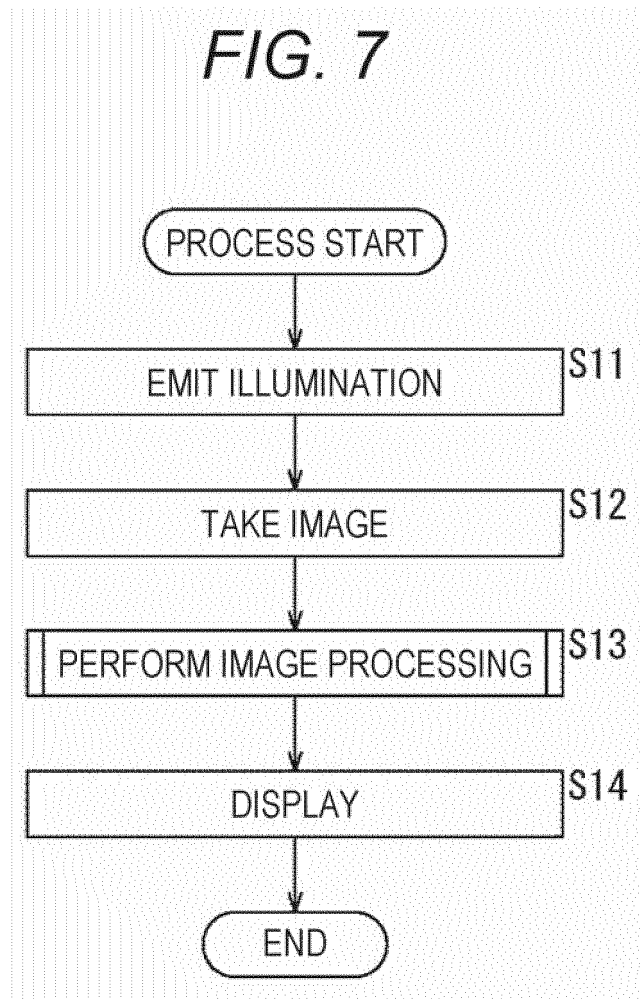 FIG. 7
PROCESS START
EMIT ILLUMINATION
S11
TAKE IMAGE
S12
PERFORM IMAGE PROCESSING
S13
DISPLAY
S14
END